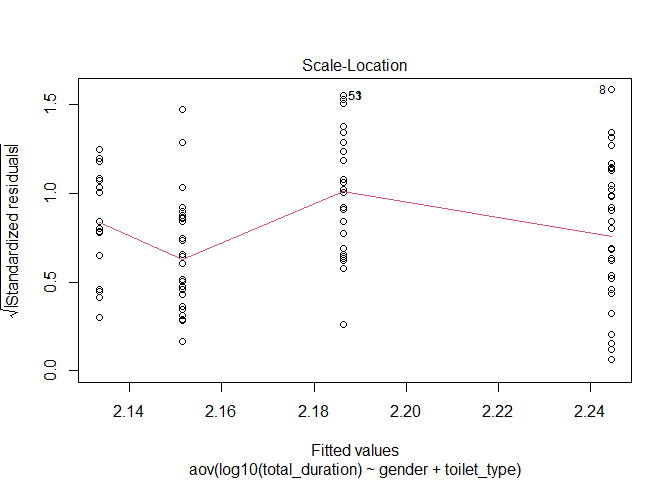 Scale-Location
√|Standardized residuals|
1.5
1.0
0.5
0.0
8
2.14
2.16
2.18
2.20
2.22
2.24
Fitted values
aov(log10(total_duration) ~ gender + toilet_type)